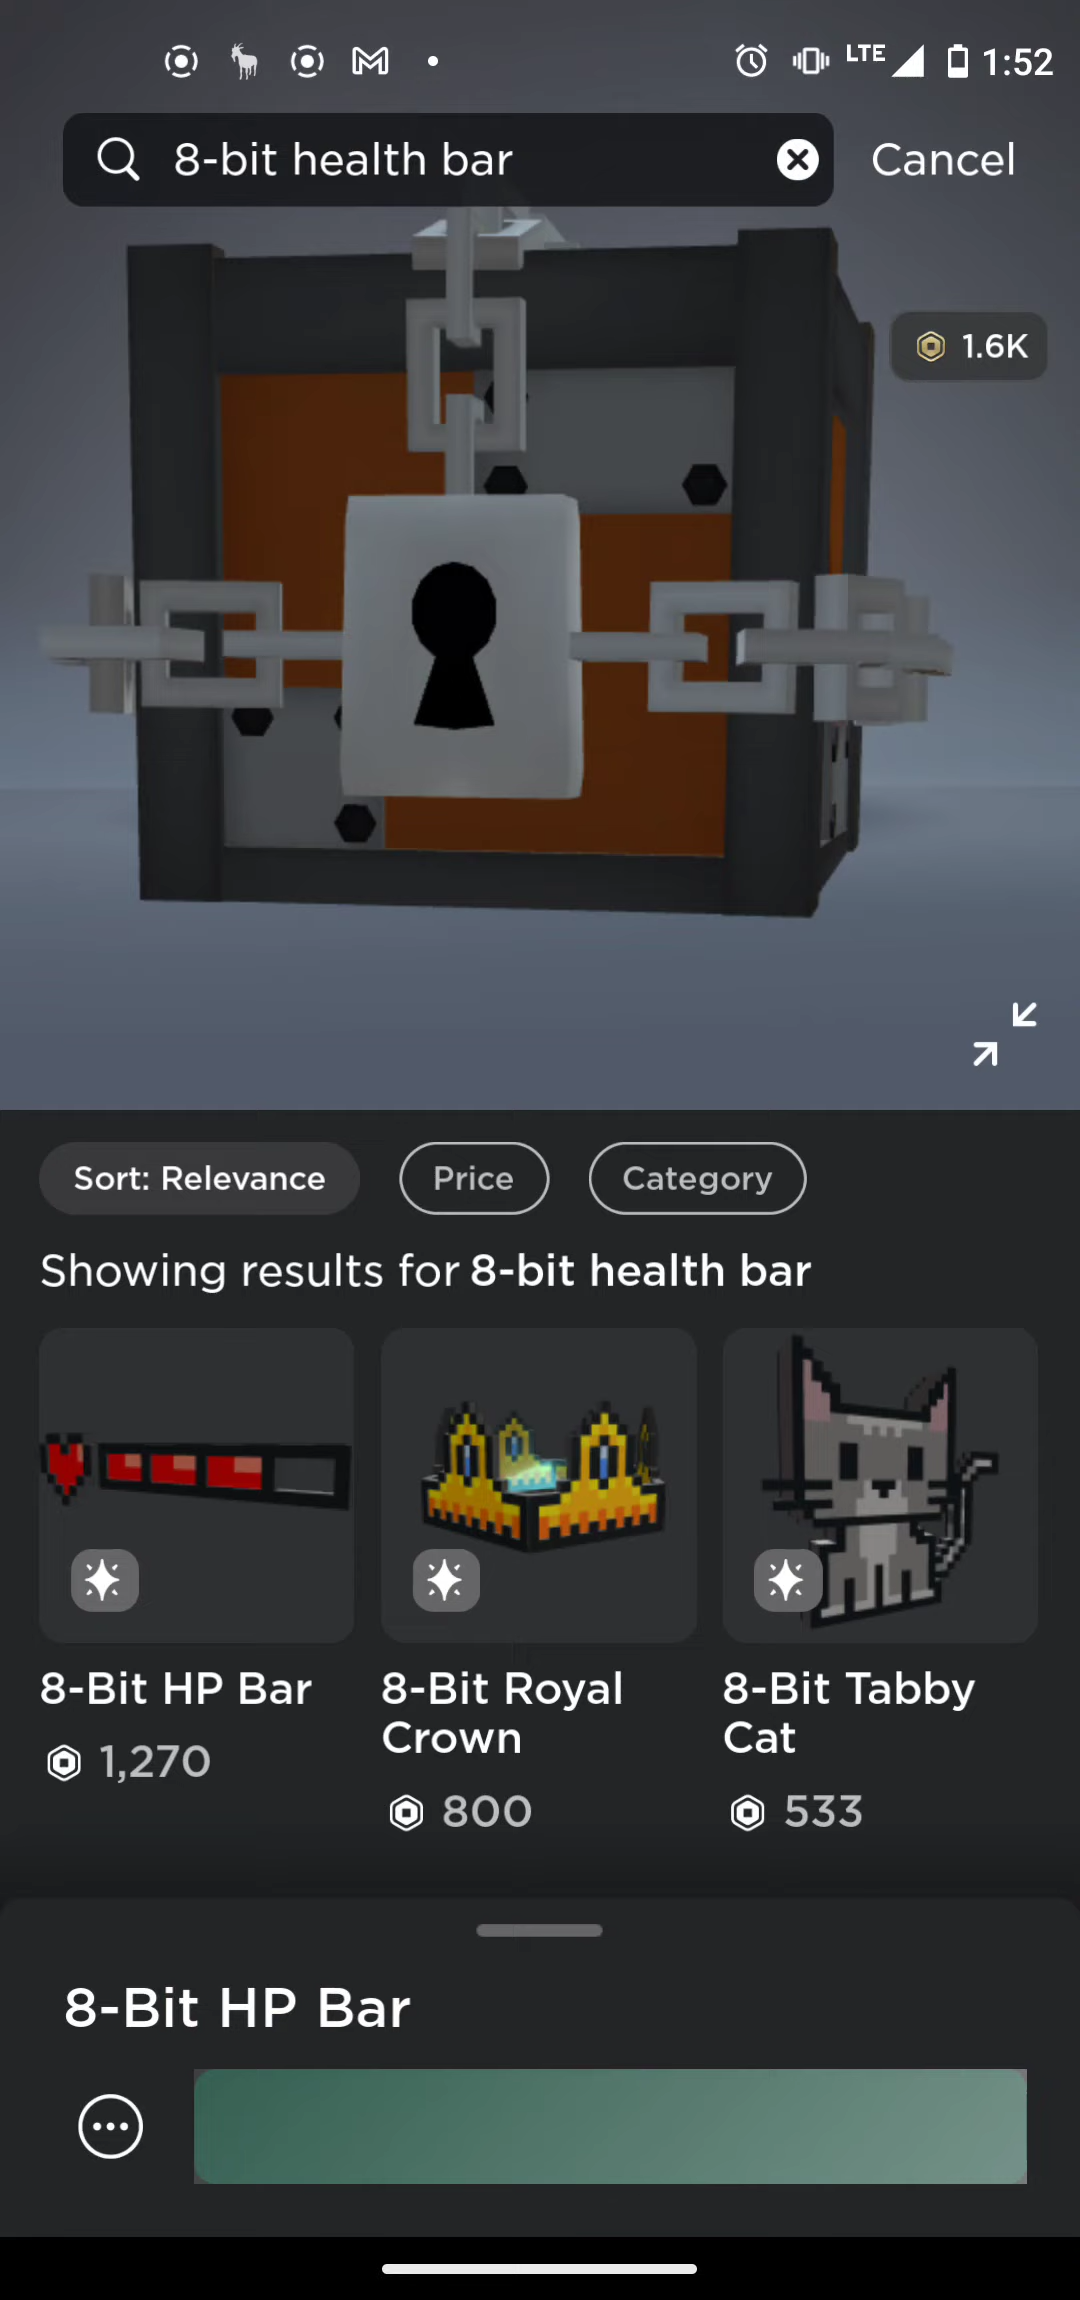 LTE 1:52
8-bit health bar
Cancel
1.6K
Sort: Relevance
Price
Category
Showing results for 8-bit health bar
8-Bit HP Bar
1,270
8-Bit Royal
Crown
800
8-Bit Tabby
Cat
533
8-Bit HP Bar